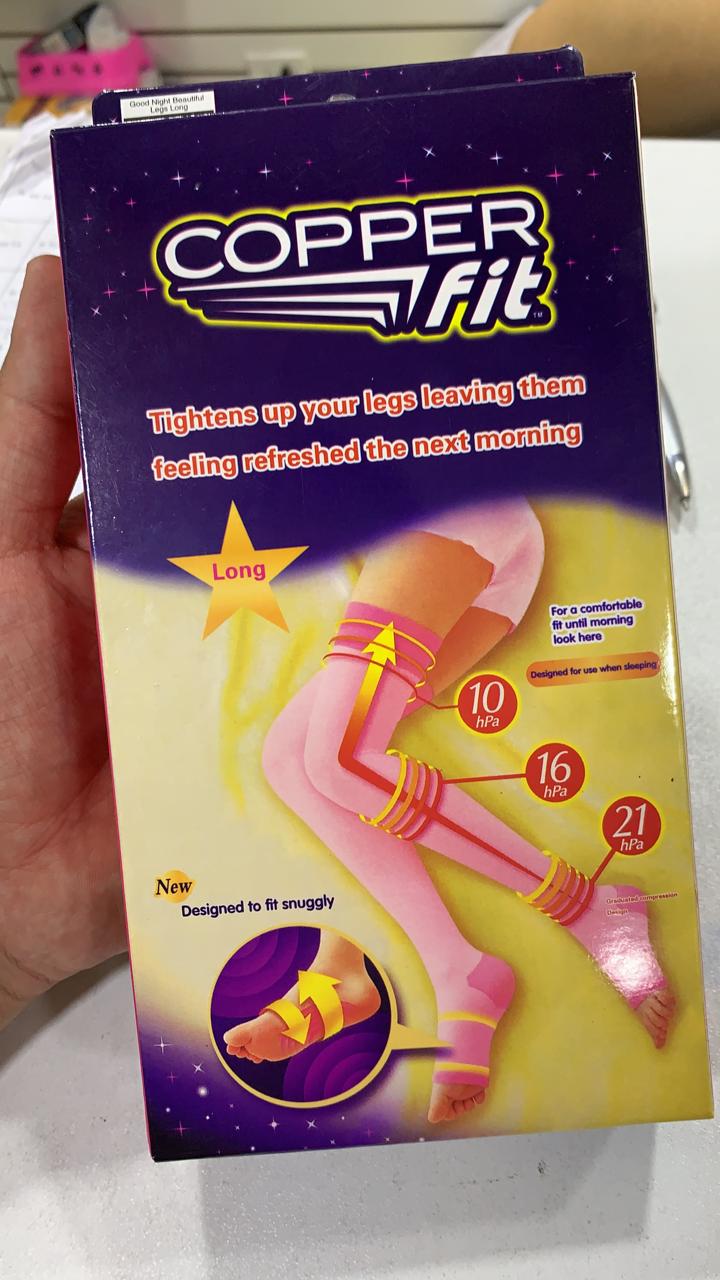 Good Night Beautiful
Legs Long
COPPER
fit™
Tightens up your legs leaving them
feeling refreshed the next morning
Long
For a comfortable
fit until morning
look here
Designed for use when sleeping
10
hPa
16
hPa
21
hPa
Graduated compression
Design
New
Designed to fit snuggly